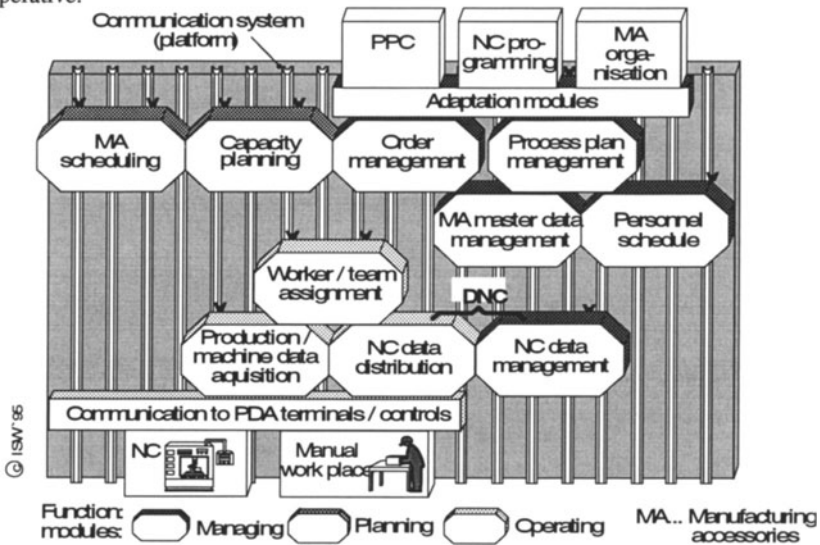 perative.
Communication system
(platform)
PPC
NC pro-
gramming
MA
orga-
nisation
Adaptation modules
MA
scheduling
Capacity
planning
Order
management
Process plan
management
MA master data
management
Personnel
schedule
Worker / team
assignment
DNC
Production /
machine data
aquisition
NC data
distribution
NC data
management
Communication to PDA terminals / controls
NC
Manual
work place
© ISW'95
Function
modules:
Managing
Planning
Operating
MA... Manufacturing
accessories